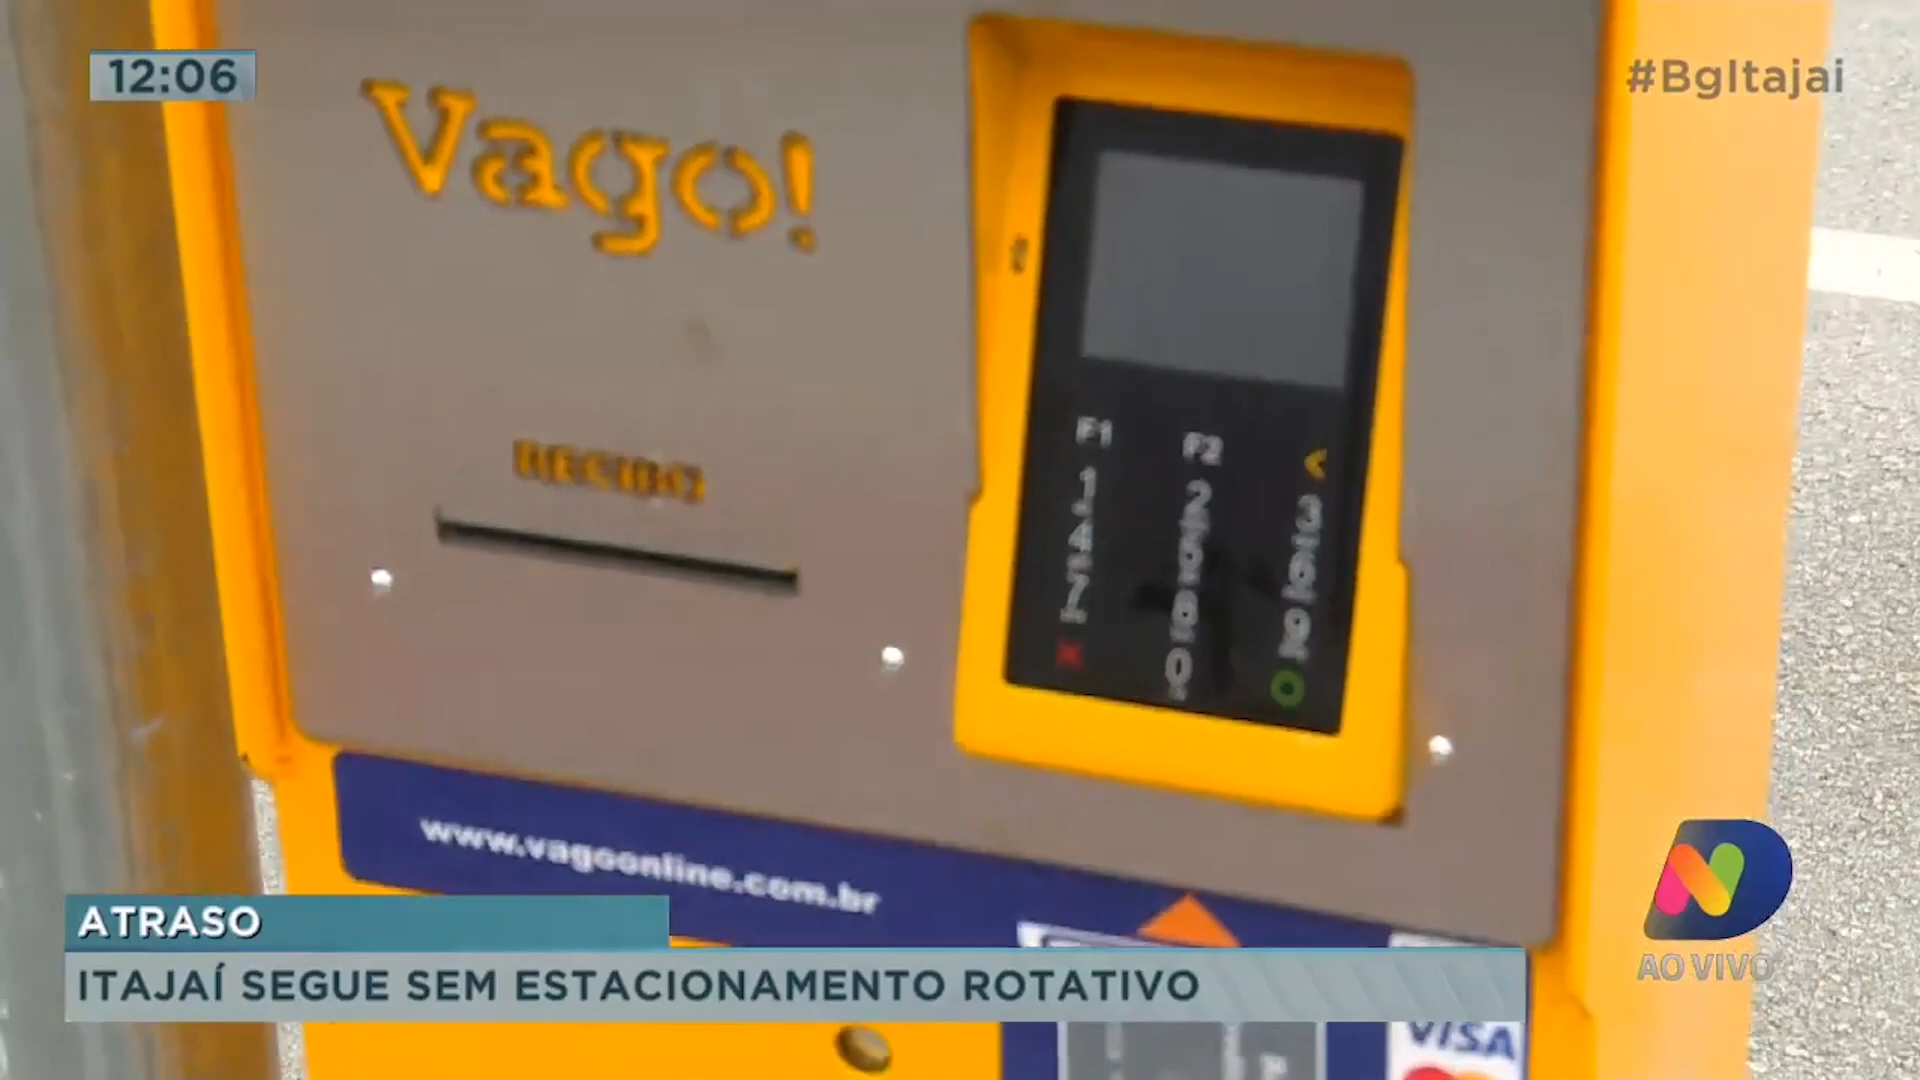 12:06
#BgItajai
Vago!
RECIBO
F1 F2 <
1 2 3
4 5 6
7 8 9
0
www.vagoonline.com.br
ATRASO
ITAJAÍ SEGUE SEM ESTACIONAMENTO ROTATIVO
AO VIVO
VISA